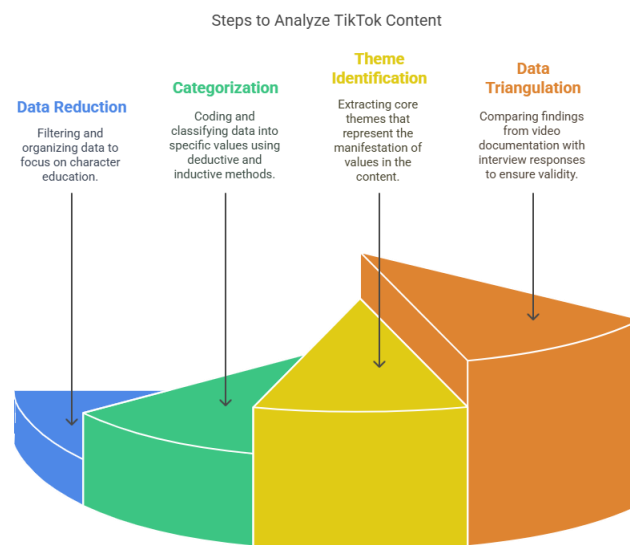 Steps to Analyze TikTok Content
Data Reduction
Filtering and
organizing data to
focus on character
education.
Categorization
Coding and
classifying data into
specific values using
deductive and
inductive methods.
Theme
Identification
Extracting core
themes that
represent the
manifestation of
values in the
content.
Data
Triangulation
Comparing findings
from video
documentation with
interview responses
to ensure validity.